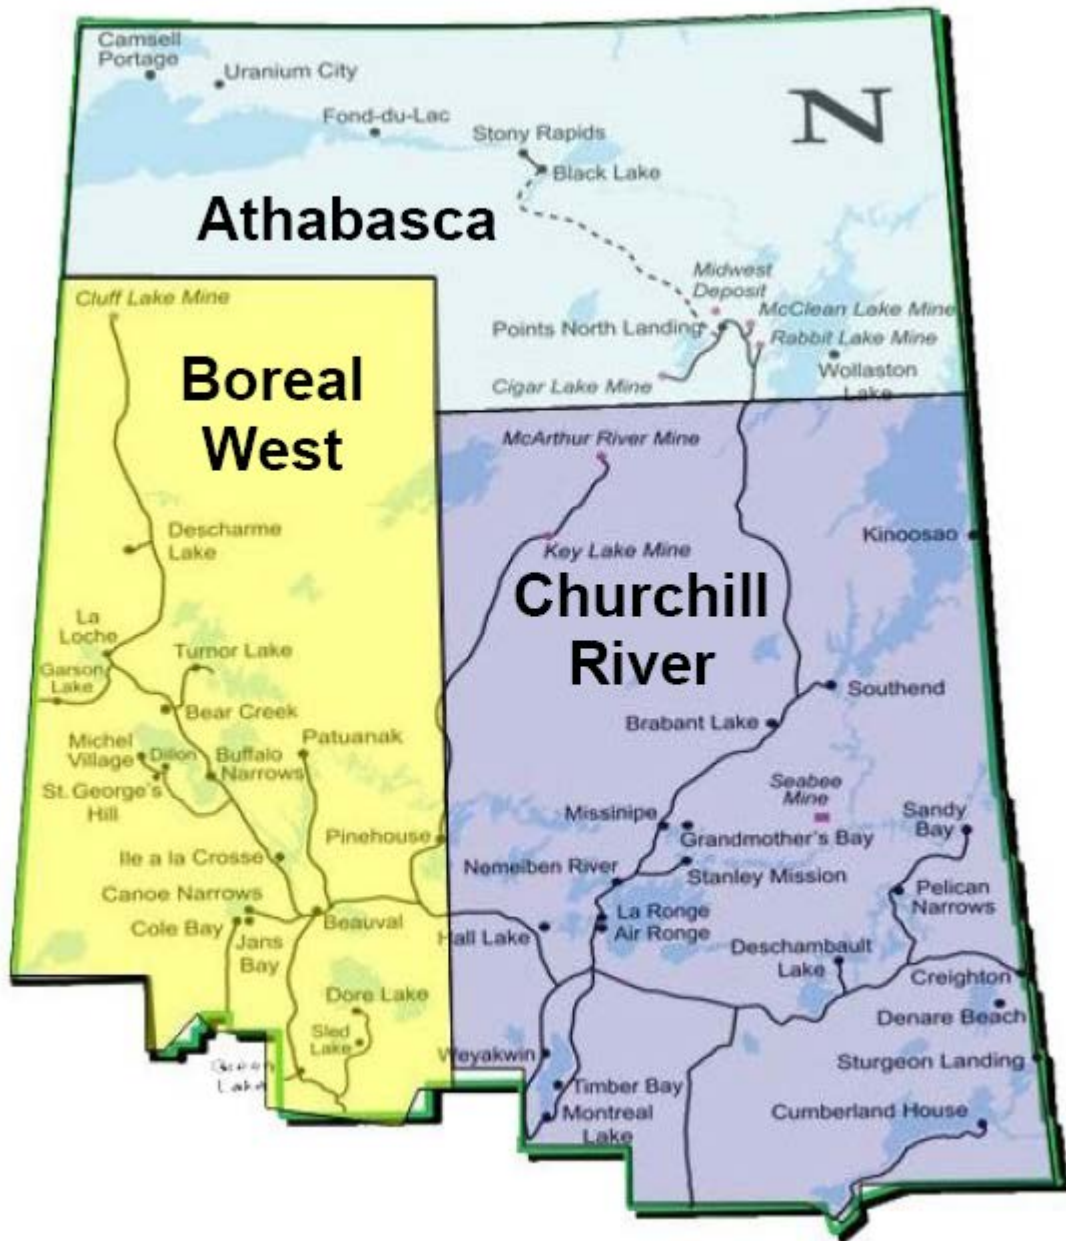 Camsell
Portage
Uranium City
Fond-du-Lac
Stony Rapids
Black Lake
N
Athabasca
Midwest
Deposit
McClean Lake Mine
Points North Landing
Rabbit Lake Mine
Wollaston
Lake
Cigar Lake Mine
Cluff Lake Mine
Boreal
West
Descharme
Lake
La
Loche
Garson
Lake
Turnor Lake
Bear Creek
Michel
Village
Dillon
Buffalo
Narrows
Patuanak
St. George's
Hill
Pinehouse
Ile a la Crosse
Canoe Narrows
Cole Bay
Jans
Bay
Beauval
Dore Lake
Sled
Lake
Green
Lake
McArthur River Mine
Key Lake Mine
Kinoosao
Churchill
River
Southend
Brabant Lake
Seabee
Mine
Missinipe
Grandmother's Bay
Sandy
Bay
Nemeiben River
Stanley Mission
Pelican
Narrows
La Ronge
Air Ronge
Hall Lake
Deschambault
Lake
Creighton
Denare Beach
Weyakwin
Sturgeon Landing
Timber Bay
Montreal
Lake
Cumberland House